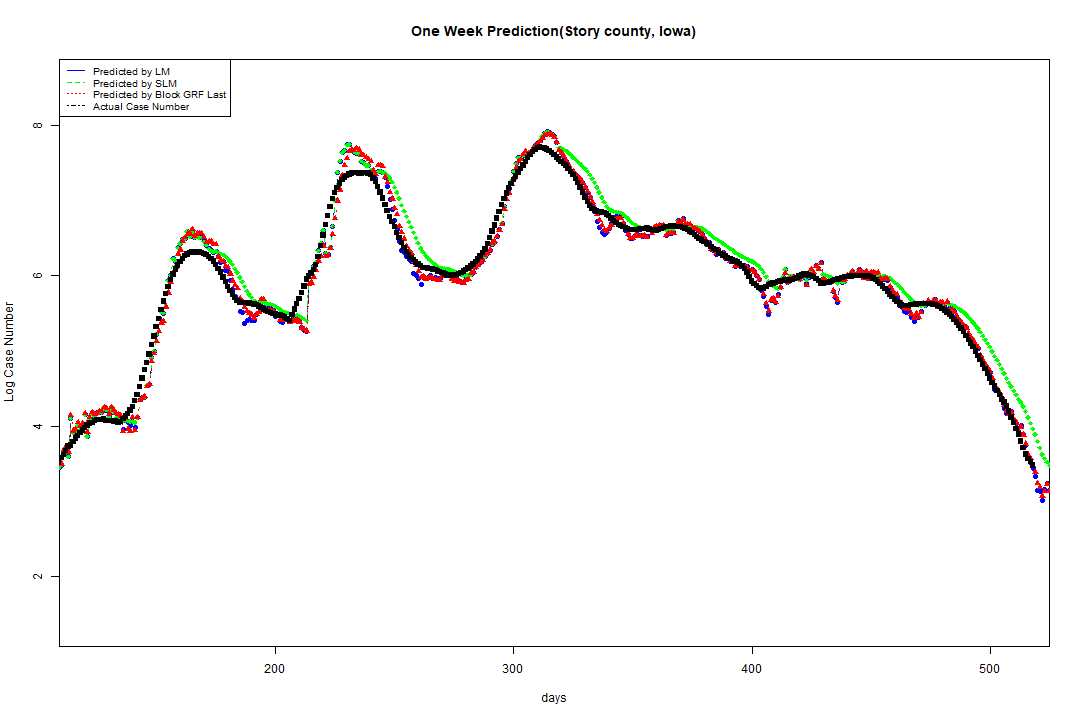 One Week Prediction(Story county, Iowa)
Predicted by LM
Predicted by SLM
Predicted by Block GRF Last
Actual Case Number
8
6
4
2
Log Case Number
200
300
400
500
days